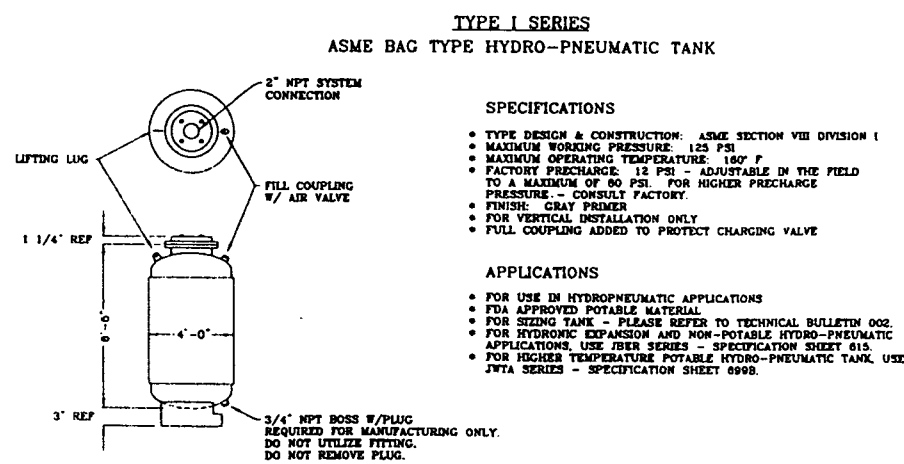 TYPE I SERIES
ASME BAG TYPE HYDRO-PNEUMATIC TANK
2" NPT SYSTEM
CONNECTION
LIFTING LUG
FILL COUPLING
W/ AIR VALVE
1 1/4" REF
4'-0"
3" REF
3/4" NPT BOSS W/PLUG
REQUIRED FOR MANUFACTURING ONLY.
DO NOT UTILIZE FITTING.
DO NOT REMOVE PLUG.
SPECIFICATIONS
* TYPE DESIGN & CONSTRUCTION: ASME SECTION VIII DIVISION I
* MAXIMUM WORKING PRESSURE: 125 PSI
* MAXIMUM OPERATING TEMPERATURE: 160° F
* FACTORY PRECHARGE: 12 PSI - ADJUSTABLE IN THE FIELD
TO A MAXIMUM OF 60 PSI. FOR HIGHER PRECHARGE
PRESSURE - CONSULT FACTORY.
* FINISH: GRAY PRIMER
* FOR VERTICAL INSTALLATION ONLY
* FULL COUPLING ADDED TO PROTECT CHARGING VALVE
APPLICATIONS
* FOR USE IN HYDROPNEUMATIC APPLICATIONS
* FDA APPROVED POTABLE MATERIAL
* FOR SIZING TANK - PLEASE REFER TO TECHNICAL BULLETIN 002.
* FOR HYDRONIC EXPANSION AND NON-POTABLE HYDRO-PNEUMATIC
APPLICATIONS, USE JBER SERIES - SPECIFICATION SHEET 615.
* FOR HIGHER TEMPERATURE POTABLE HYDRO-PNEUMATIC TANK, USE
JWTA SERIES - SPECIFICATION SHEET 699B.